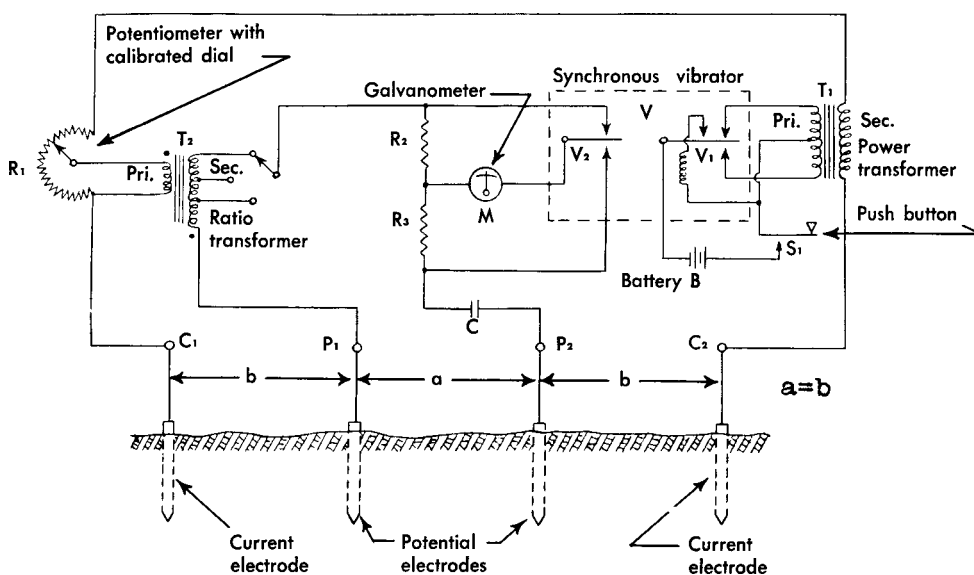 Potentiometer with
calibrated dial
Galvanometer
Synchronous vibrator
V
T1
Pri.
Sec.
Power
transformer
R1
T2
Pri.
Sec.
Ratio
transformer
R2
V2
V1
M
R3
Push button
S1
Battery B
C
C1
P1
P2
C2
b
a
b
a=b
Current
electrode
Potential
electrodes
Current
electrode